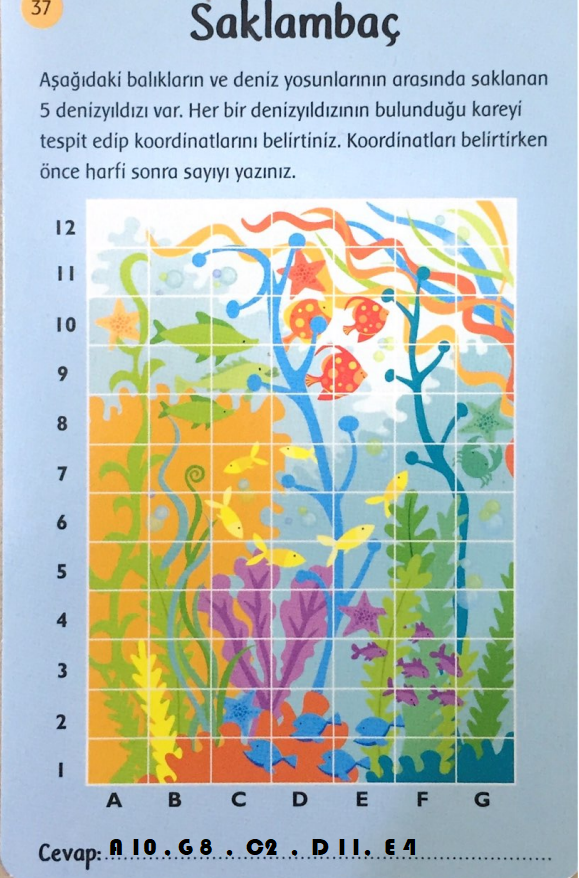 37
Saklambaç
Aşağıdaki balıkların ve deniz yosunlarının arasında saklanan
5 denizyıldızı var. Her bir denizyıldızının bulunduğu kareyi
tespit edip koordinatlarını belirtiniz. Koordinatları belirtirken
önce harfi sonra sayıyı yazınız.
12
11
10
9
8
7
6
5
4
3
2
1
A B C D E F G
Cevap: A 10 . G 8 . C2 . D 11. E 4